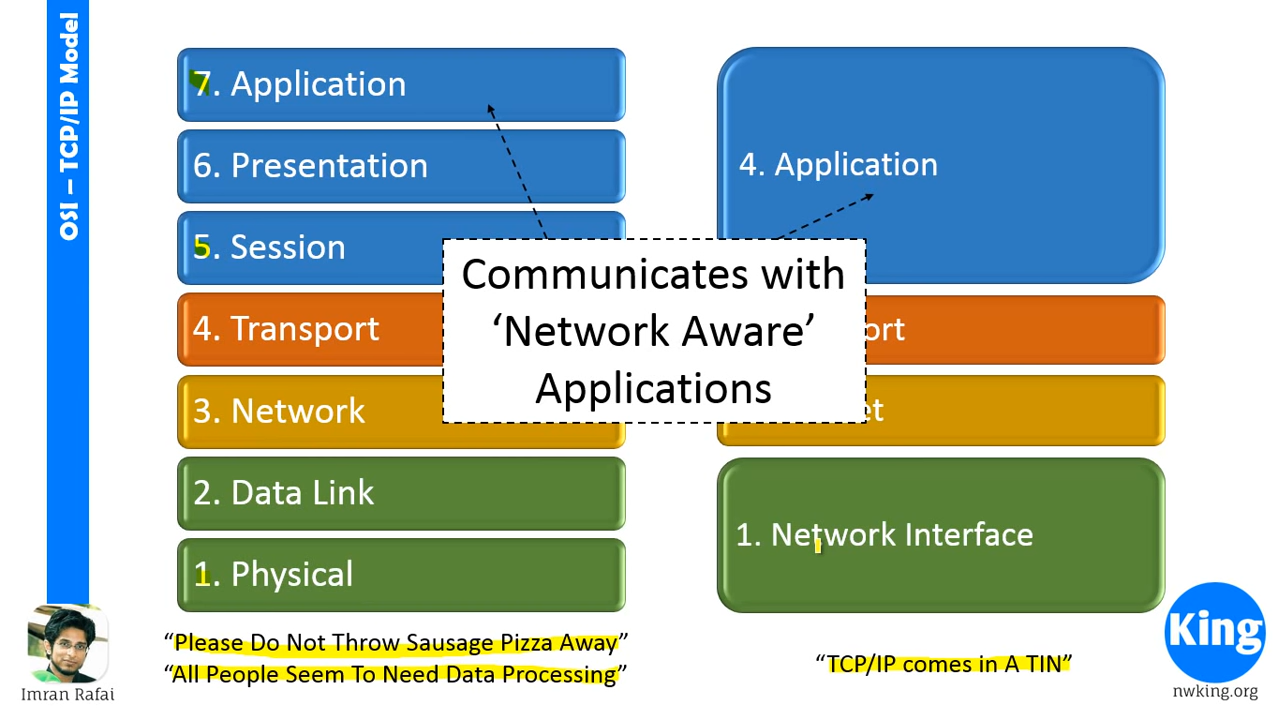 OSI – TCP/IP Model
7. Application
6. Presentation
5. Session
4. Transport
3. Network
2. Data Link
1. Physical
4. Application
ort
et
1. Network Interface
Communicates with
‘Network Aware’
Applications
“Please Do Not Throw Sausage Pizza Away”
“All People Seem To Need Data Processing”
“TCP/IP comes in A TIN”
Imran Rafai
King
nwking.org